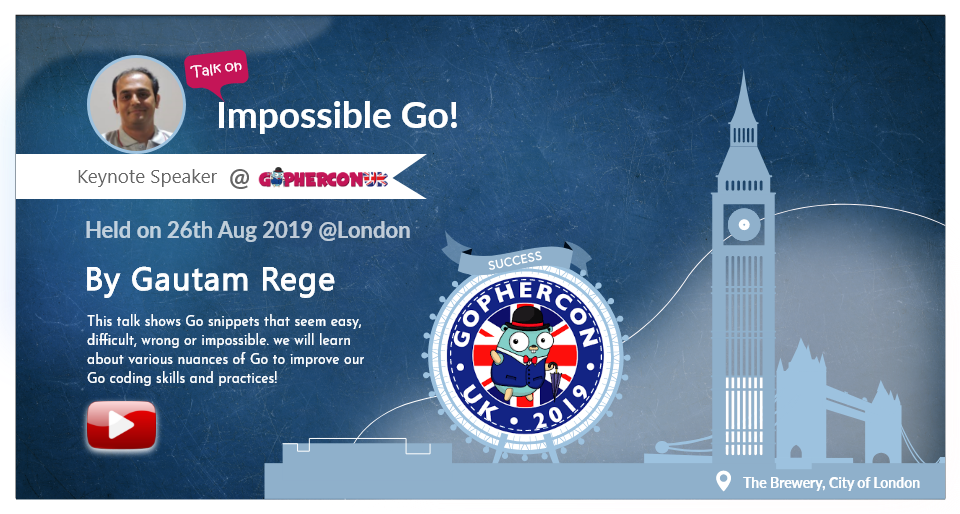 Talk on
Impossible Go!
Keynote Speaker @ GOPHERCON UK
Held on 26th Aug 2019 @London
By Gautam Rege
This talk shows Go snippets that seem easy,
difficult, wrong or impossible. we will learn
about various nuances of Go to improve our
Go coding skills and practices!
SUCCESS
GOPHERCON
UK • 2019
The Brewery, City of London